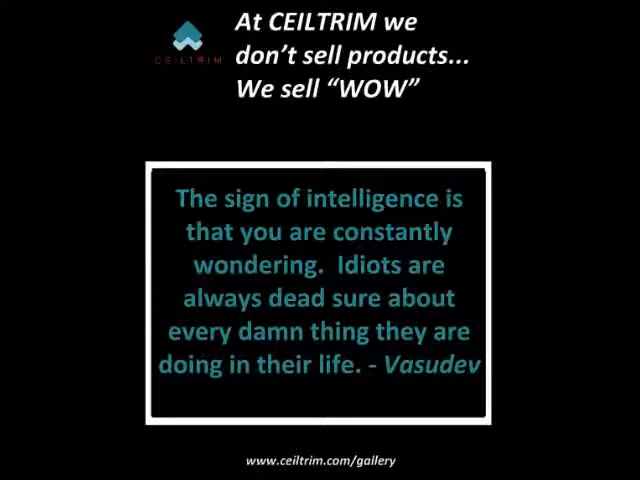 At CEILTRIM we
don't sell products...
We sell “WOW”
CEILTRIM
The sign of intelligence is
that you are constantly
wondering.  Idiots are
always dead sure about
every damn thing they are
doing in their life. - Vasudev
www.ceiltrim.com/gallery